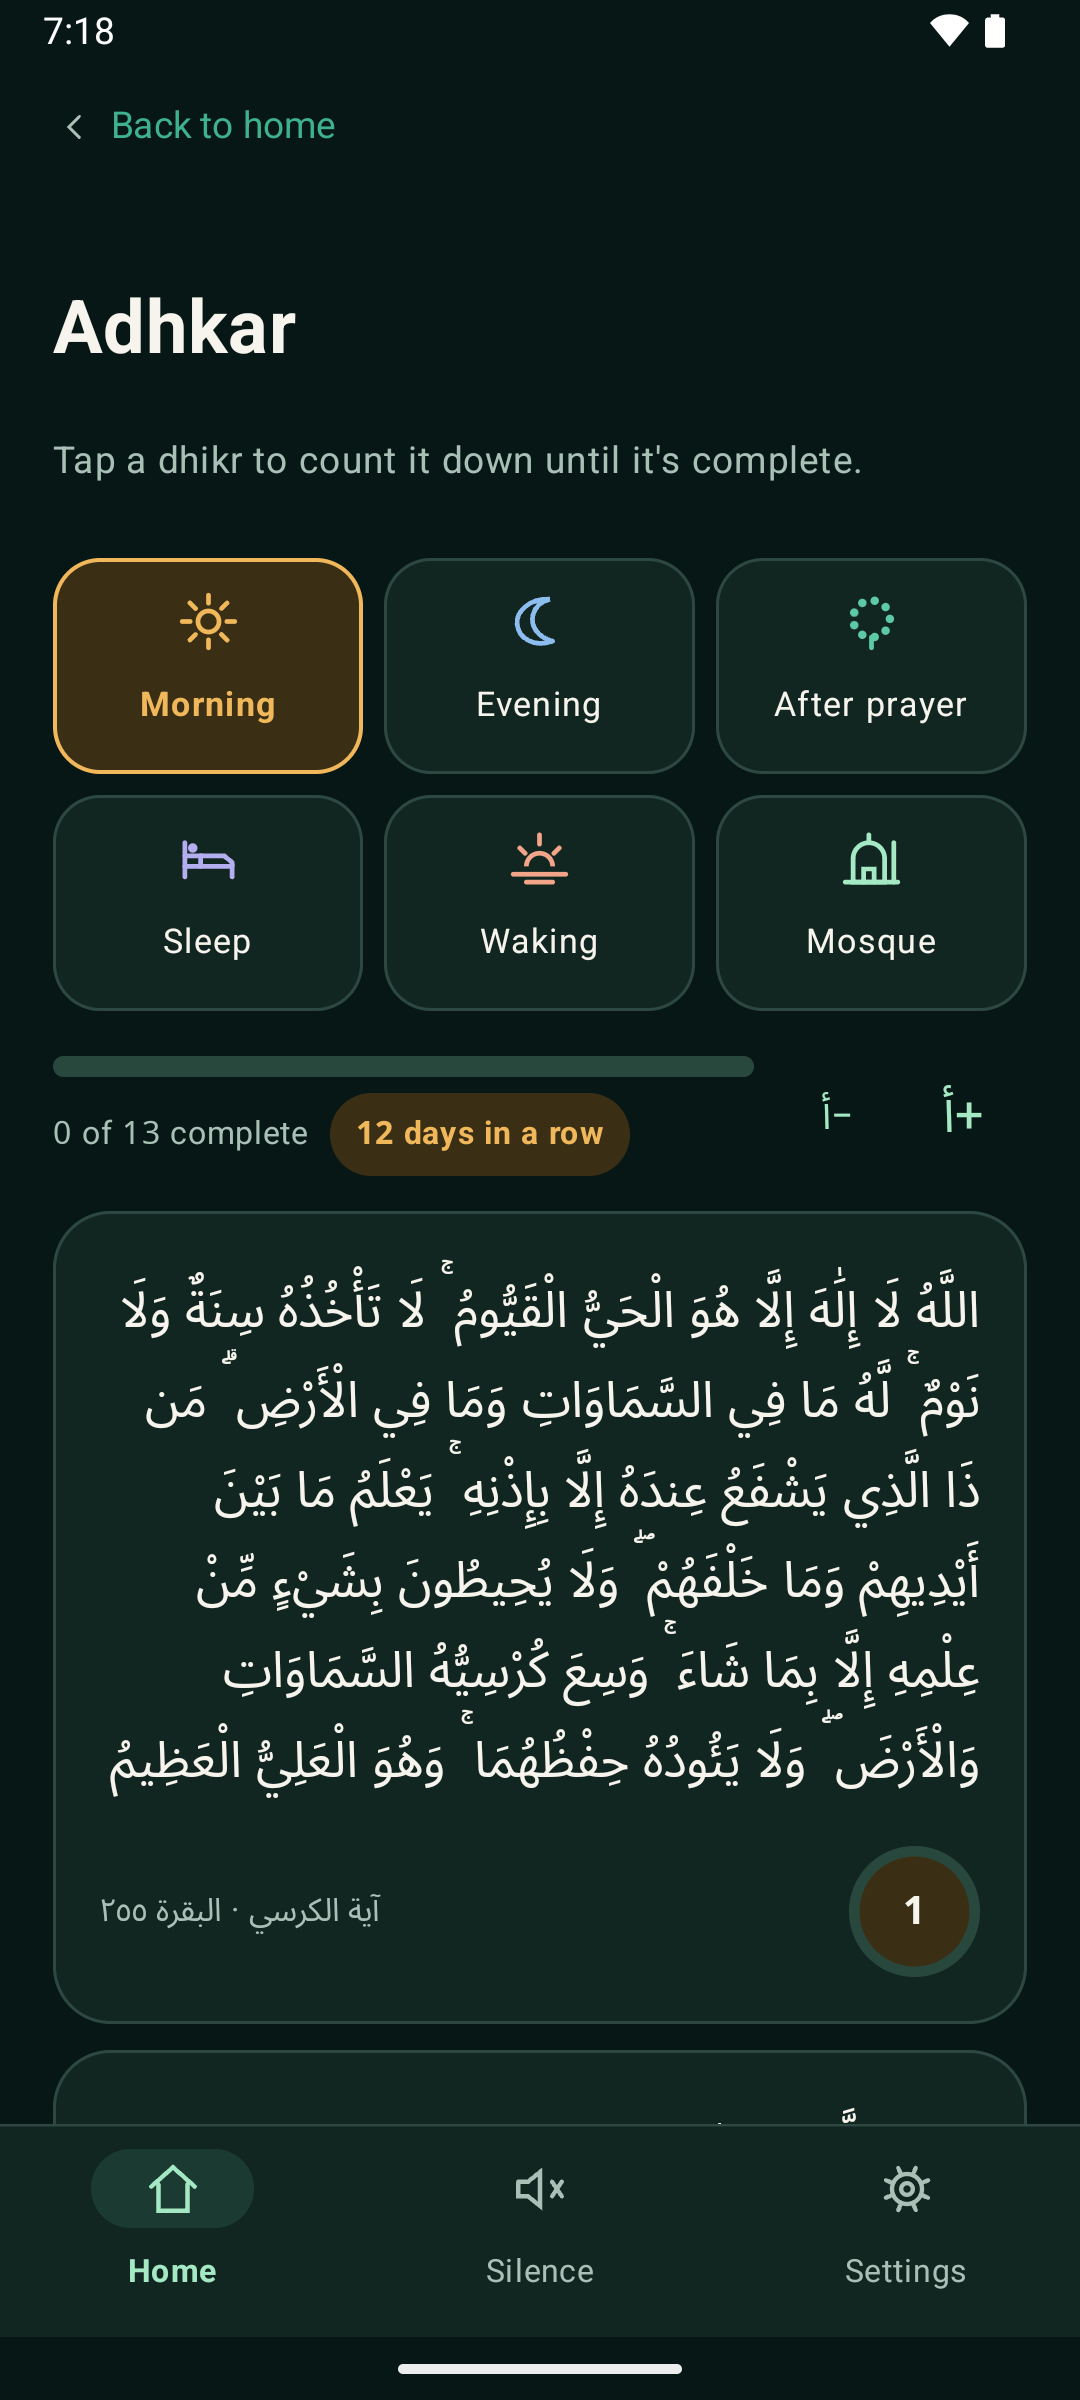 7:18
Back to home
Adhkar
Tap a dhikr to count it down until it's complete.
Morning
Evening
After prayer
Sleep
Waking
Mosque
0 of 13 complete
12 days in a row
أ−
أ+
اللَّهُ لَا إِلَٰهَ إِلَّا هُوَ الْحَيُّ الْقَيُّومُ ۚ لَا تَأْخُذُهُ سِنَةٌ وَلَا
نَوْمٌ ۚ لَّهُ مَا فِي السَّمَاوَاتِ وَمَا فِي الْأَرْضِ ۗ مَن
ذَا الَّذِي يَشْفَعُ عِندَهُ إِلَّا بِإِذْنِهِ ۚ يَعْلَمُ مَا بَيْنَ
أَيْدِيهِمْ وَمَا خَلْفَهُمْ ۖ وَلَا يُحِيطُونَ بِشَيْءٍ مِّنْ
عِلْمِهِ إِلَّا بِمَا شَاءَ ۚ وَسِعَ كُرْسِيُّهُ السَّمَاوَاتِ
وَالْأَرْضَ ۖ وَلَا يَئُودُهُ حِفْظُهُمَا ۚ وَهُوَ الْعَلِيُّ الْعَظِيمُ
آية الكرسي · البقرة ٢٥٥
1
Home
Silence
Settings